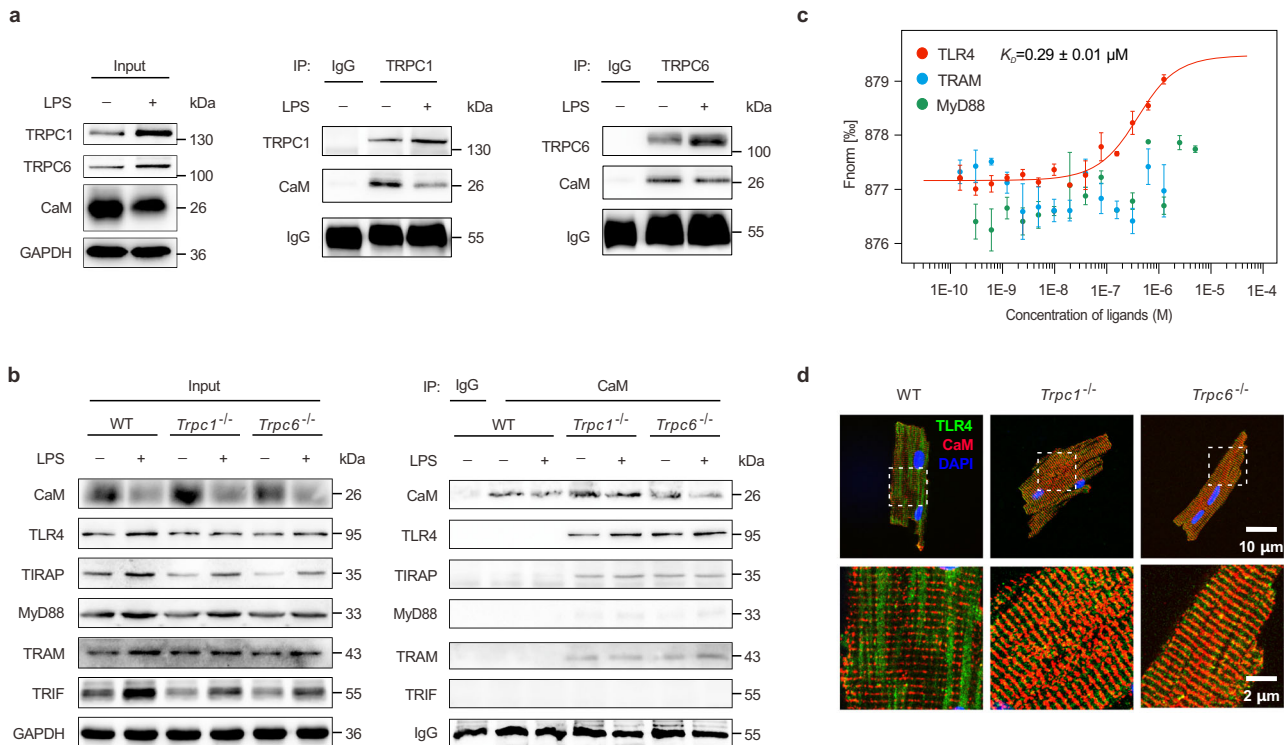 a
Input
LPS − + kDa
TRPC1 130
TRPC6 100
CaM 26
GAPDH 36
IP: IgG TRPC1
LPS − − + kDa
TRPC1 130
CaM 26
IgG 55
IP: IgG TRPC6
LPS − − + kDa
TRPC6 100
CaM 26
IgG 55
c
TLR4 K_D=0.29 ± 0.01 µM
TRAM
MyD88
Fnorm [‰]
879
878
877
876
1E-10 1E-9 1E-8 1E-7 1E-6 1E-5 1E-4
Concentration of ligands (M)
b
Input
WT Trpc1-/- Trpc6-/-
LPS − + − + − + kDa
CaM 26
TLR4 95
TIRAP 35
MyD88 33
TRAM 43
TRIF 55
GAPDH 36
IP: IgG CaM
WT Trpc1-/- Trpc6-/-
LPS − − + − + − + kDa
CaM 26
TLR4 95
TIRAP 35
MyD88 33
TRAM 43
TRIF 55
IgG 55
d
WT Trpc1-/- Trpc6-/-
TLR4
CaM
DAPI
10 µm
2 µm